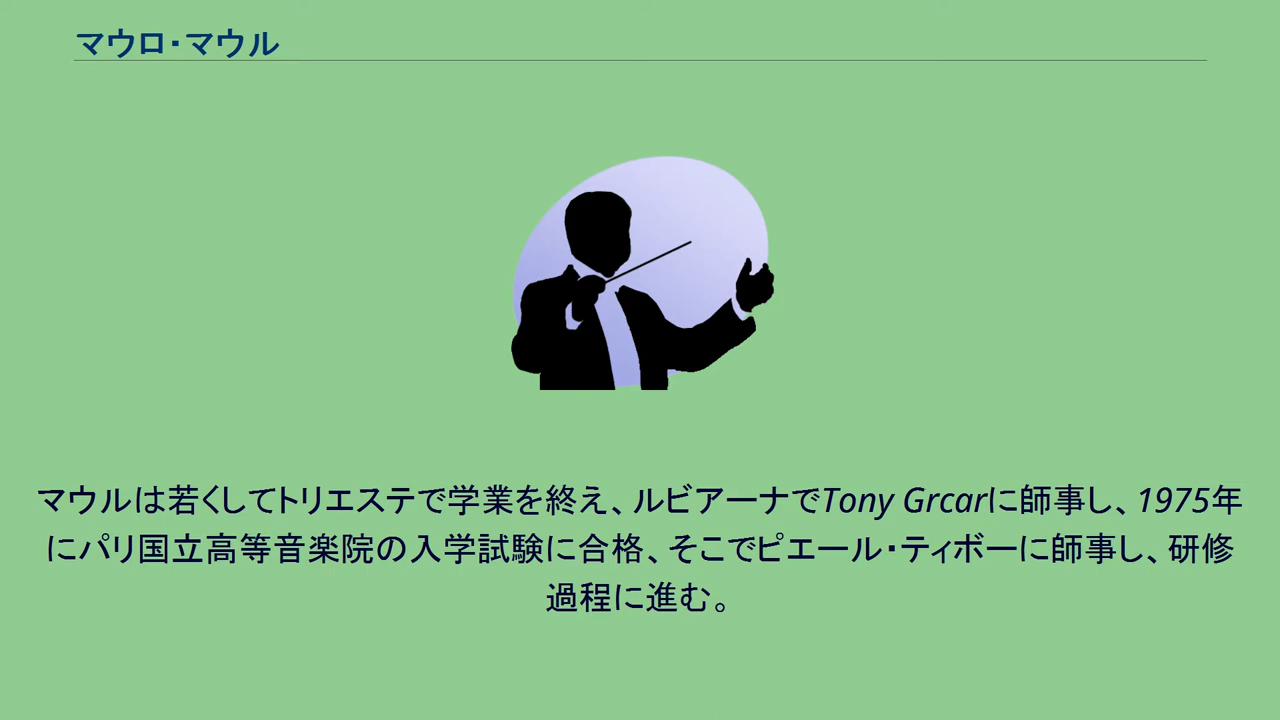 マウロ・マウル
マウルは若くしてトリエステで学業を終え、ルビアーナでTony Grcarに師事し、1975年
にパリ国立高等音楽院の入学試験に合格、そこでピエール・ティボーに師事し、研修
過程に進む。